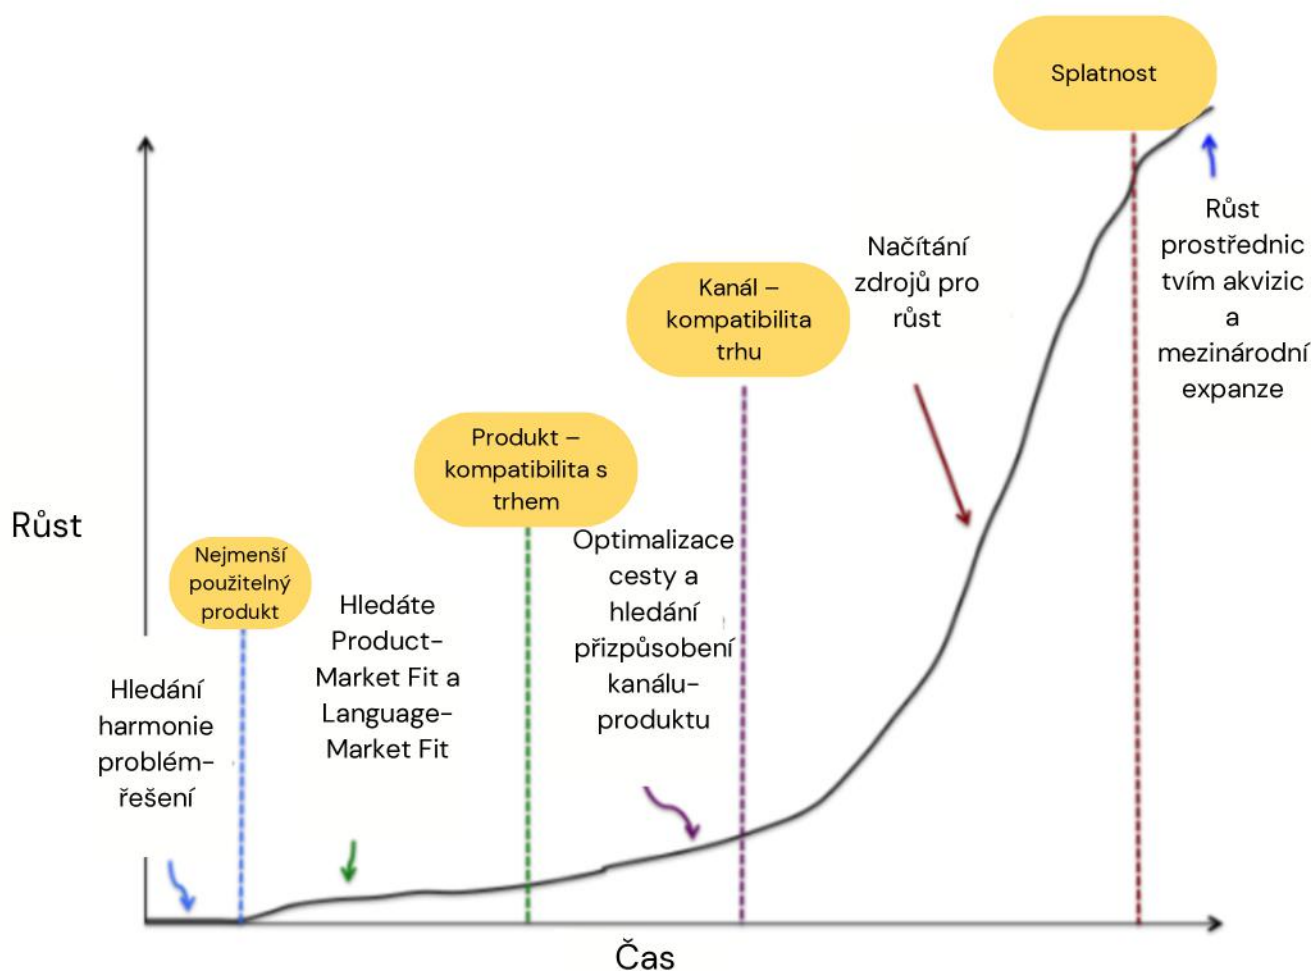 Splatnost
Růst
prostřednic
tvím akvizic
a
mezinárodní
expanze
Načítání
zdrojů pro
růst
Kanál –
kompatibilita
trhu
Produkt –
kompatibilita s
trhem
Růst
Optimalizace
cesty a
hledání
přizpůsobení
kanálu-
produktu
Nejmenší
použitelný
produkt
Hledáte
Product-
Market Fit a
Language-
Market Fit
Hledání
harmonie
problém-
řešení
Čas